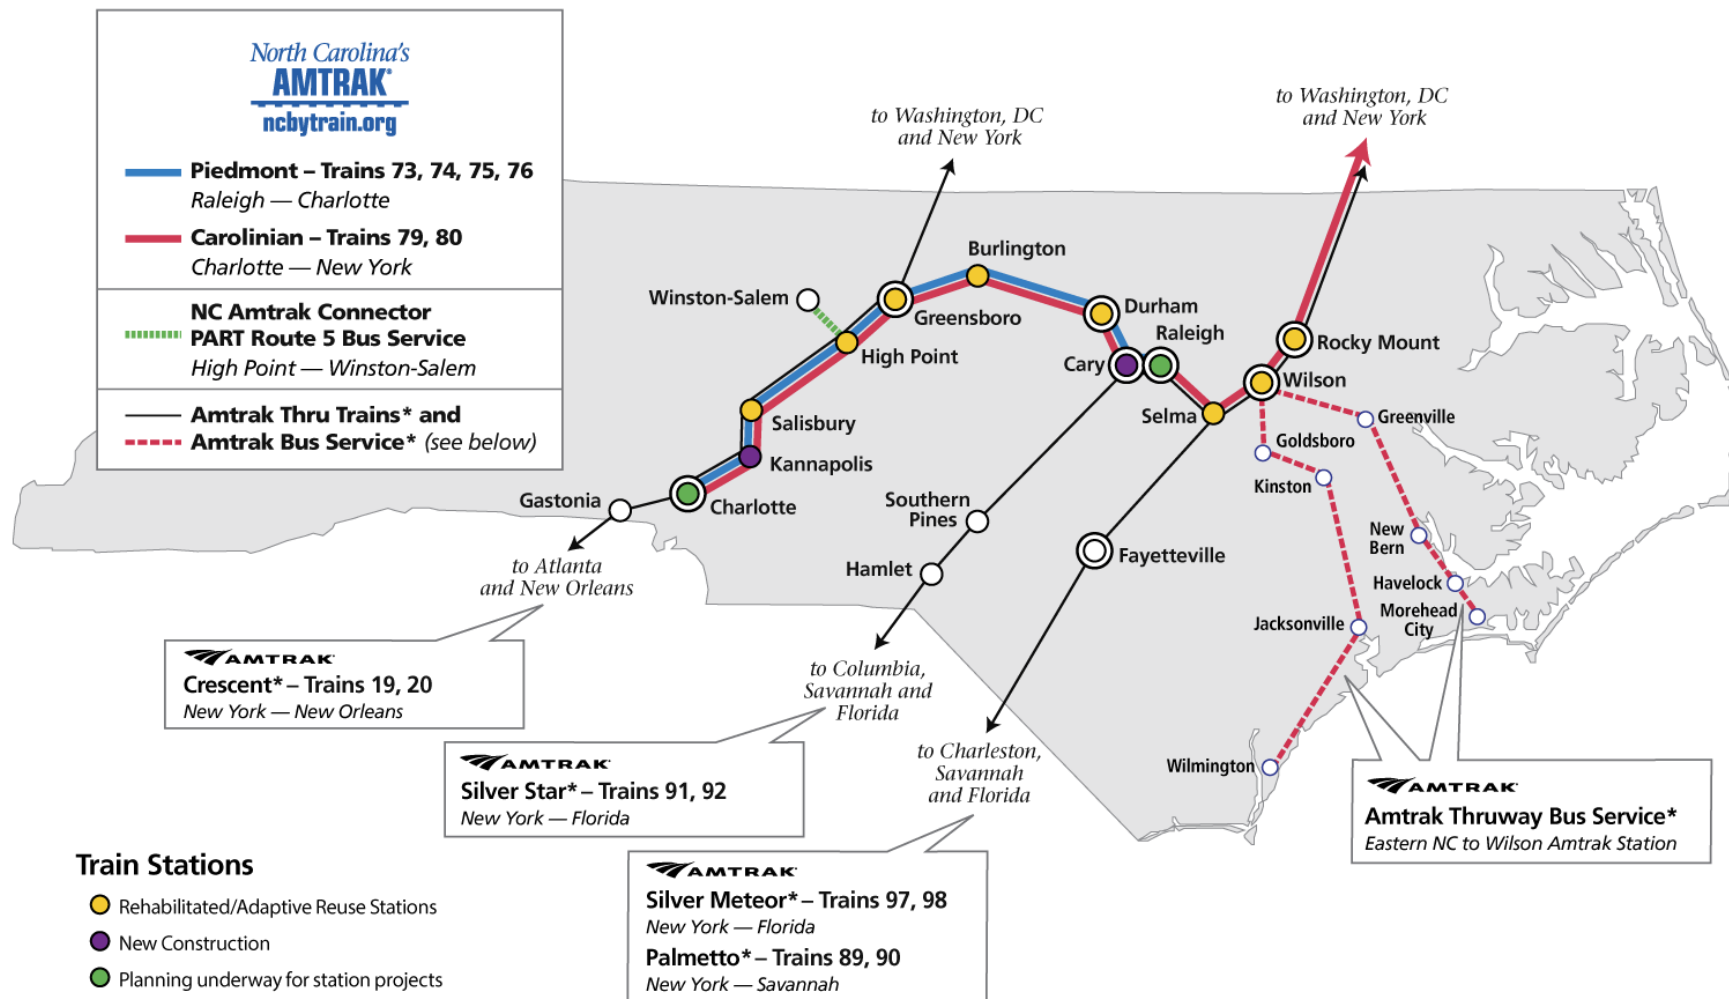 North Carolina's
AMTRAK®
ncbytrain.org
Piedmont – Trains 73, 74, 75, 76
Raleigh — Charlotte
Carolinian – Trains 79, 80
Charlotte — New York
NC Amtrak Connector
PART Route 5 Bus Service
High Point — Winston-Salem
Amtrak Thru Trains* and
Amtrak Bus Service* (see below)
to Washington, DC
and New York
to Washington, DC
and New York
Burlington
Winston-Salem
Greensboro
Durham
Raleigh
High Point
Cary
Rocky Mount
Wilson
Selma
Salisbury
Kannapolis
Greenville
Goldsboro
Kinston
Gastonia
Charlotte
Southern
Pines
New
Bern
Fayetteville
Hamlet
Havelock
Morehead
City
Jacksonville
Wilmington
to Atlanta
and New Orleans
to Columbia,
Savannah and
Florida
to Charleston,
Savannah
and Florida
AMTRAK
Crescent* – Trains 19, 20
New York — New Orleans
AMTRAK
Silver Star* – Trains 91, 92
New York — Florida
AMTRAK
Silver Meteor* – Trains 97, 98
New York — Florida
Palmetto* – Trains 89, 90
New York — Savannah
AMTRAK
Amtrak Thruway Bus Service*
Eastern NC to Wilson Amtrak Station
Train Stations
Rehabilitated/Adaptive Reuse Stations
New Construction
Planning underway for station projects